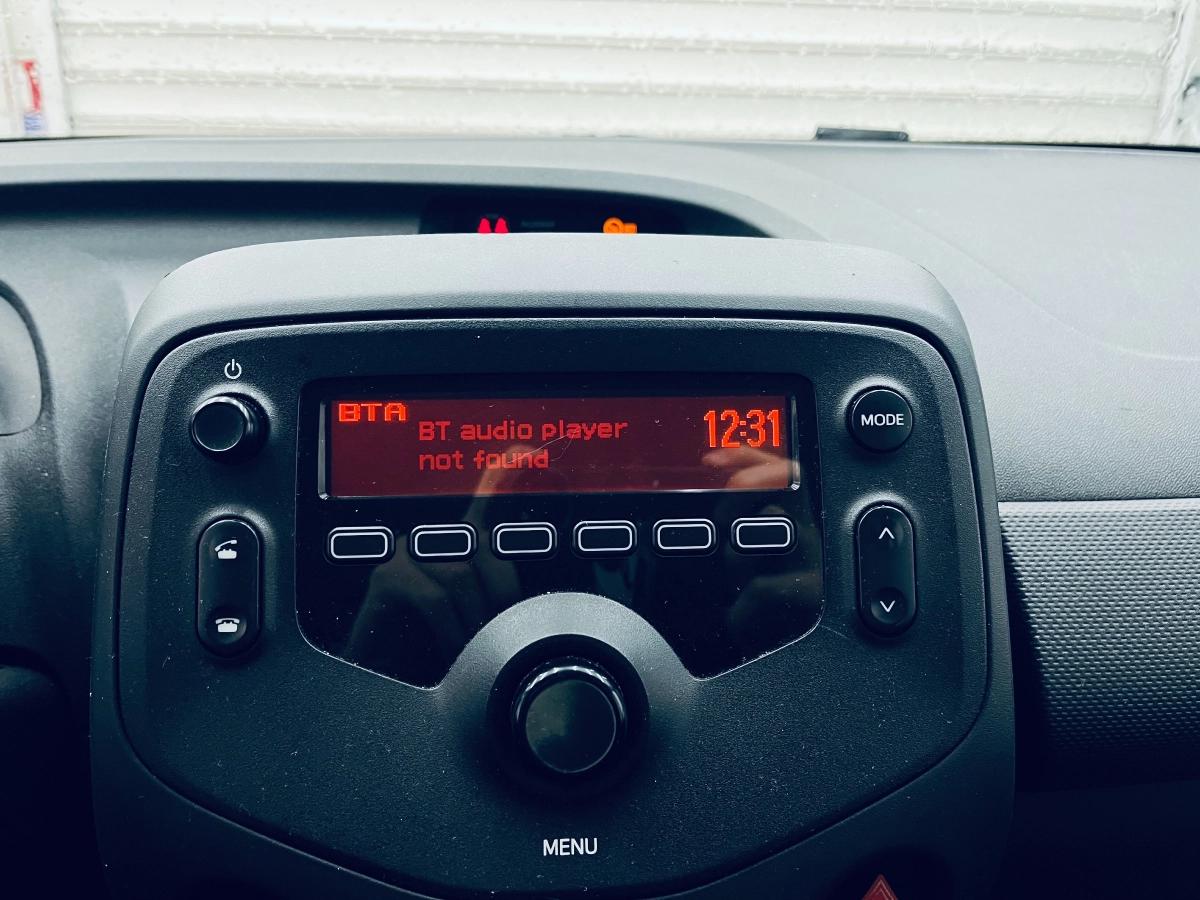 BTA
BT audio player
not found
12:31
MODE
MENU